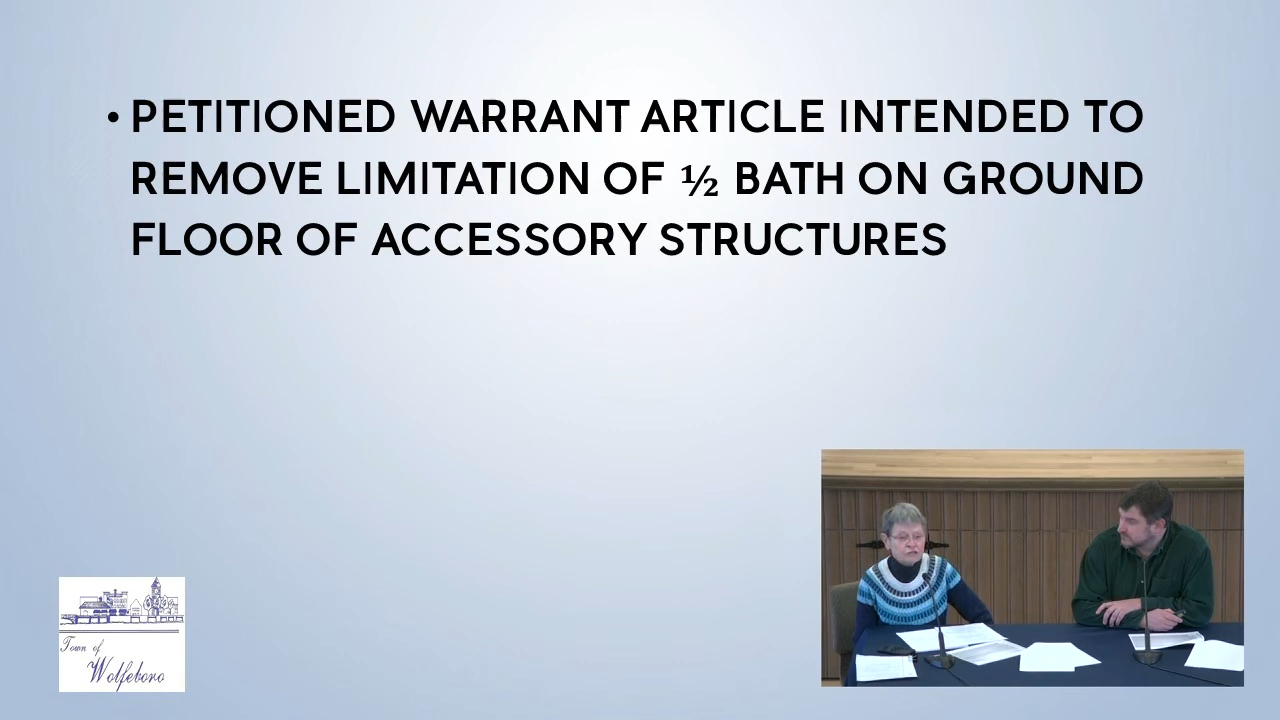 • PETITIONED WARRANT ARTICLE INTENDED TO
REMOVE LIMITATION OF ½ BATH ON GROUND
FLOOR OF ACCESSORY STRUCTURES
Town of
Wolfeboro